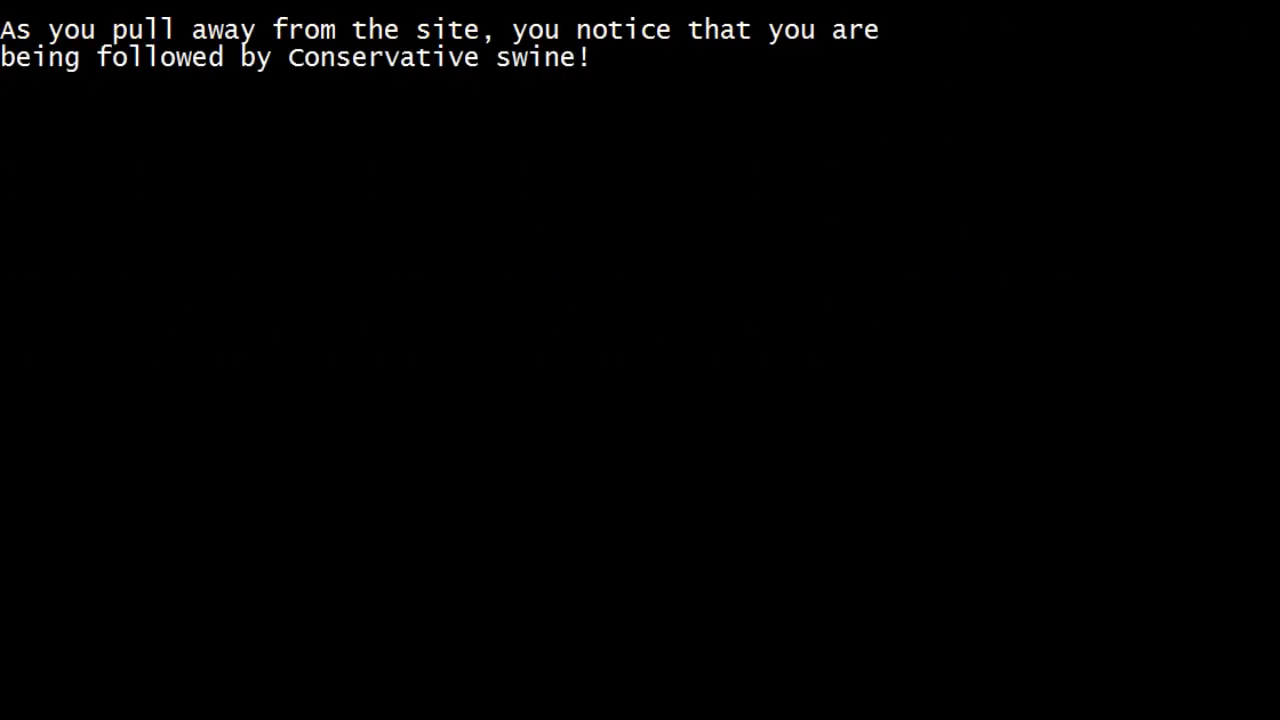 As you pull away from the site, you notice that you are
being followed by Conservative swine!